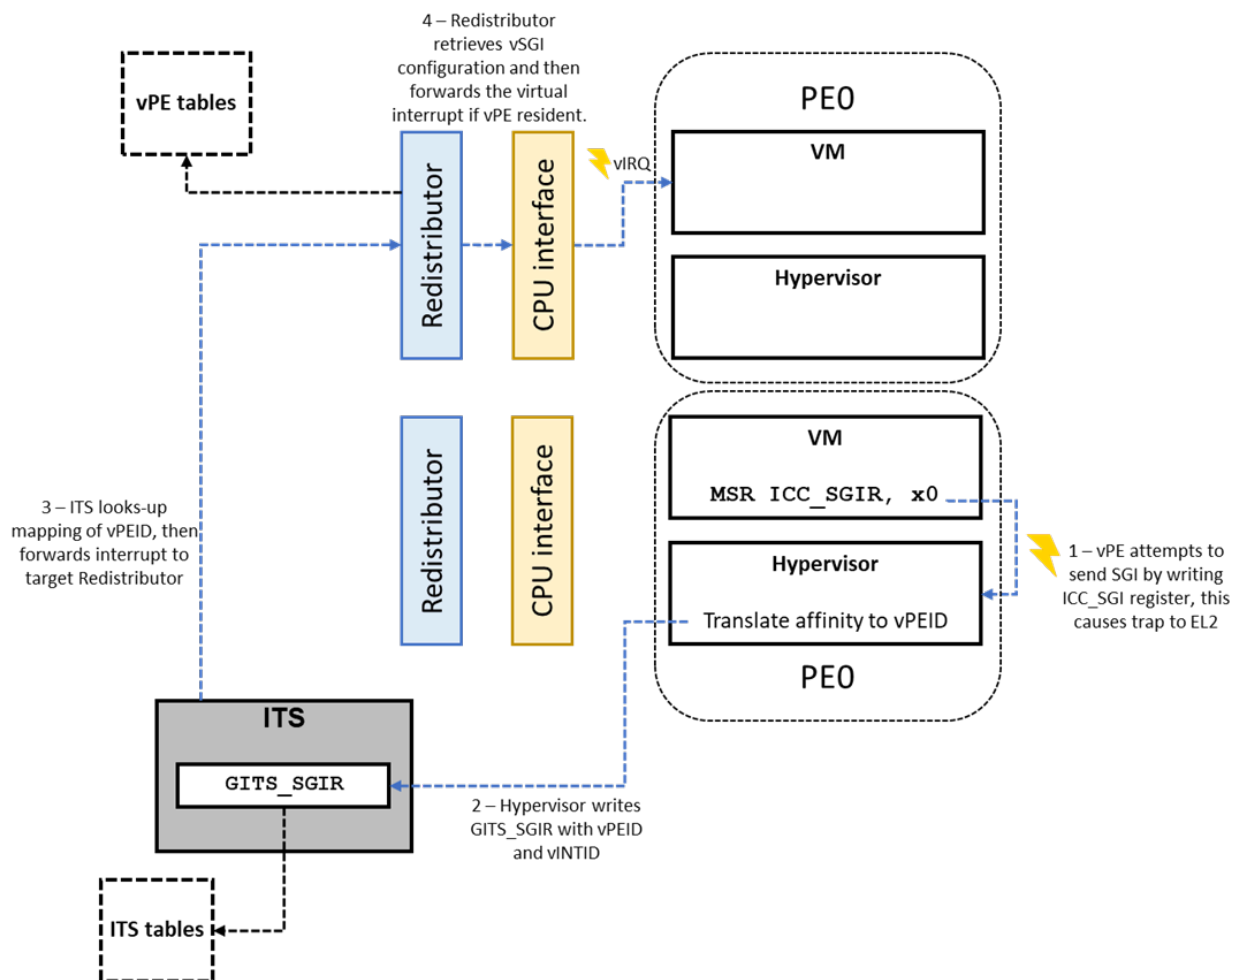 4 – Redistributor
retrieves vSGI
configuration and then
forwards the virtual
interrupt if vPE resident.
vPE tables
Redistributor
CPU interface
vIRQ
PE0
VM
Hypervisor
Redistributor
CPU interface
VM
MSR ICC_SGIR, x0
Hypervisor
Translate affinity to vPEID
PE0
1 – vPE attempts to
send SGI by writing
ICC_SGI register, this
causes trap to EL2
3 – ITS looks-up
mapping of vPEID, then
forwards interrupt to
target Redistributor
ITS
GITS_SGIR
2 – Hypervisor writes
GITS_SGIR with vPEID
and vINTID
ITS tables